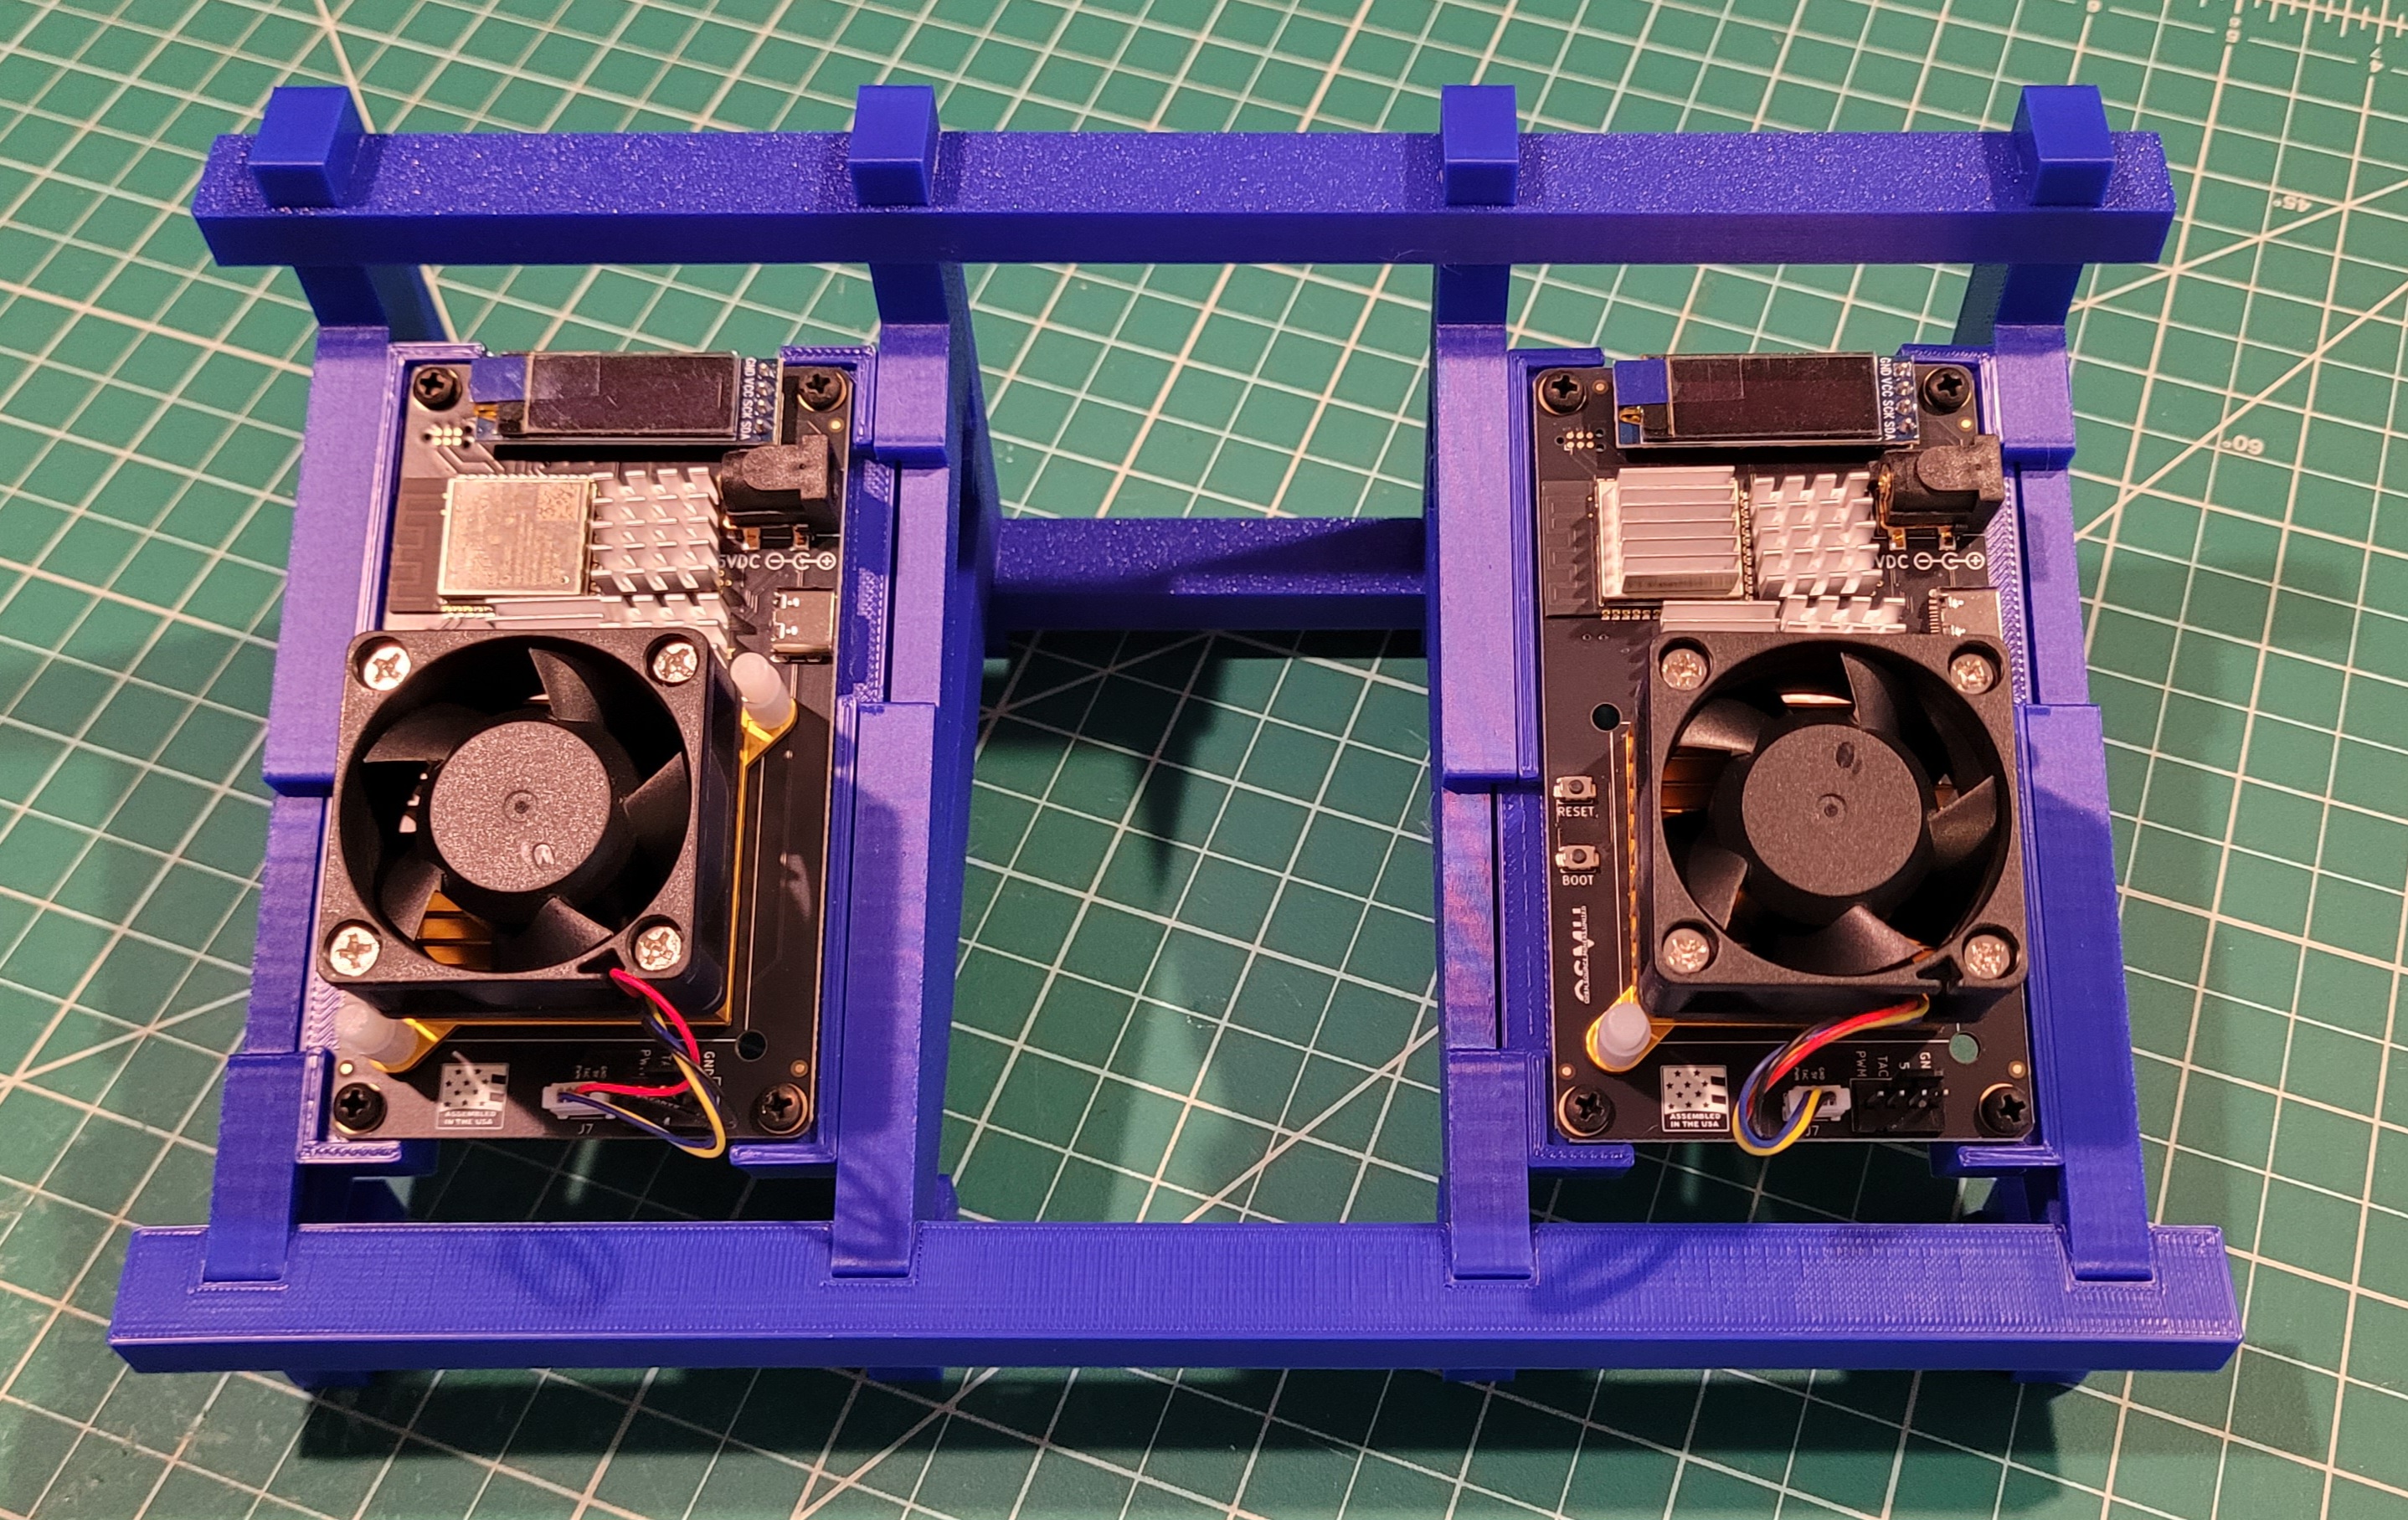 GND VCC SCK SDA
5VDC
GND
J7
ASSEMBLED
IN THE USA
GND VCC SCK SDA
VDC
RESET
BOOT
OSMU
PWM
TAC
5
GN
ASSEMBLED
IN THE USA
J7
45°
60°